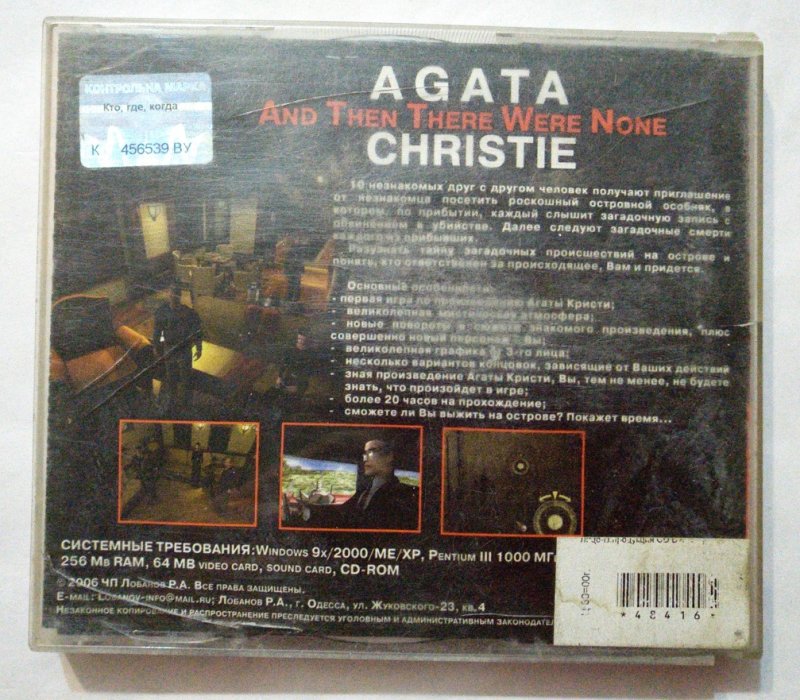 КОНТРОЛЬНА МАРКА
Кто, где, когда
К 456539 ВУ
AGATA
AND THEN THERE WERE NONE
CHRISTIE
10 незнакомых друг с другом человек получают приглашение
от незнакомца посетить роскошный островной особняк, в
котором, по прибытии, каждый слышит загадочную запись с
обвинением в убийстве. Далее следуют загадочные смерти
прибывших.
Разгадать тайну загадочных происшествий на острове и
понять, кто ответственен за происходящее, Вам и придется.
Основные особенности:
- первая игра по произведению Агаты Кристи;
- великолепная мистическая атмосфера;
- новые повороты в сюжете знакомого произведения, плюс
совершенно новый персонаж - Вы;
- великолепная графика от 3-го лица;
- несколько вариантов концовок, зависящие от Ваших действий
- зная произведение Агаты Кристи, Вы, тем не менее, не будете
знать, что произойдет в игре;
- более 20 часов на прохождение;
- сможете ли Вы выжить на острове? Покажет время...
СИСТЕМНЫЕ ТРЕБОВАНИЯ: WINDOWS 9X/2000/ME/XP, PENTIUM III 1000 МГц
256 MB RAM, 64 MB VIDEO CARD, SOUND CARD, CD-ROM
© 2006 ЧП ЛОБАНОВ Р.А. ВСЕ ПРАВА ЗАЩИЩЕНЫ.
E-MAIL: LOBANOV-INFO@MAIL.RU; ЛОБАНОВ Р.А., Г. ОДЕССА, УЛ. ЖУКОВСКОГО-23, КВ.4
НЕЗАКОННОЕ КОПИРОВАНИЕ И РАСПРОСТРАНЕНИЕ ПРЕСЛЕДУЕТСЯ УГОЛОВНЫМ И АДМИНИСТРАТИВНЫМ
*48416*